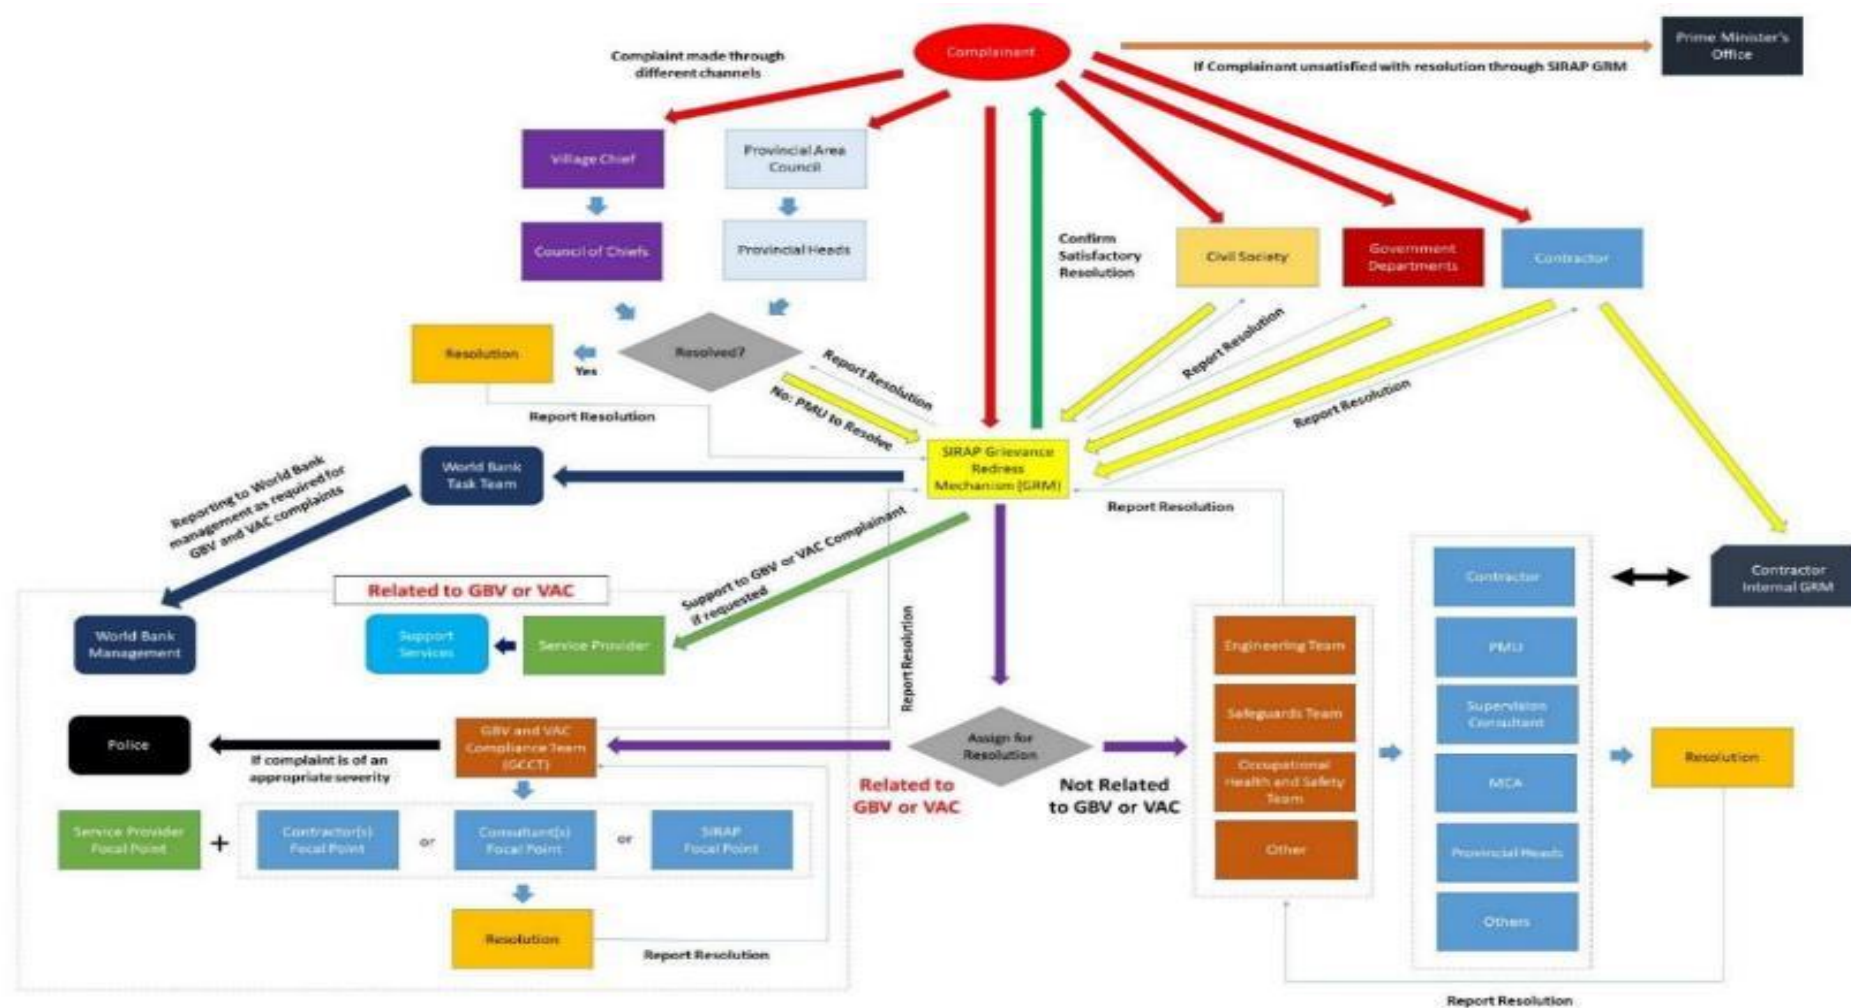 Complainant
Prime Minister's
Office
Complaint made through
different channels
If Complainant unsatisfied with resolution through SIRAP GRM
Village Chief
Provincial Area
Council
Council of Chiefs
Provincial Heads
Confirm
Satisfactory
Resolution
Civil Society
Government
Departments
Contractor
Resolution
Yes
Resolved?
Report Resolution
No: PMU to Resolve
Report Resolution
Report Resolution
Report Resolution
World Bank
Task Team
SIRAP Grievance
Redress
Mechanism (GRM)
Report Resolution
Reporting to World Bank
management as required for
GBV and VAC complaints
Support to GBV or VAC Complainant
if requested
Related to GBV or VAC
World Bank
Management
Support
Services
Service Provider
Report Resolution
Contractor
Contractor
Internal GRM
Engineering Team
PMU
Safeguards Team
Supervision
Consultant
Police
If complaint is of an
appropriate severity
GBV and VAC
Compliance Team
(GCCT)
Assign for
Resolution
Related to
GBV or VAC
Not Related
to GBV or VAC
Occupational
Health and Safety
Team
MCA
Resolution
Service Provider
Focal Point
+
Contractor(s)
Focal Point
or
Consultant(s)
Focal Point
or
SIRAP
Focal Point
Other
Provincial Heads
Others
Resolution
Report Resolution
Report Resolution